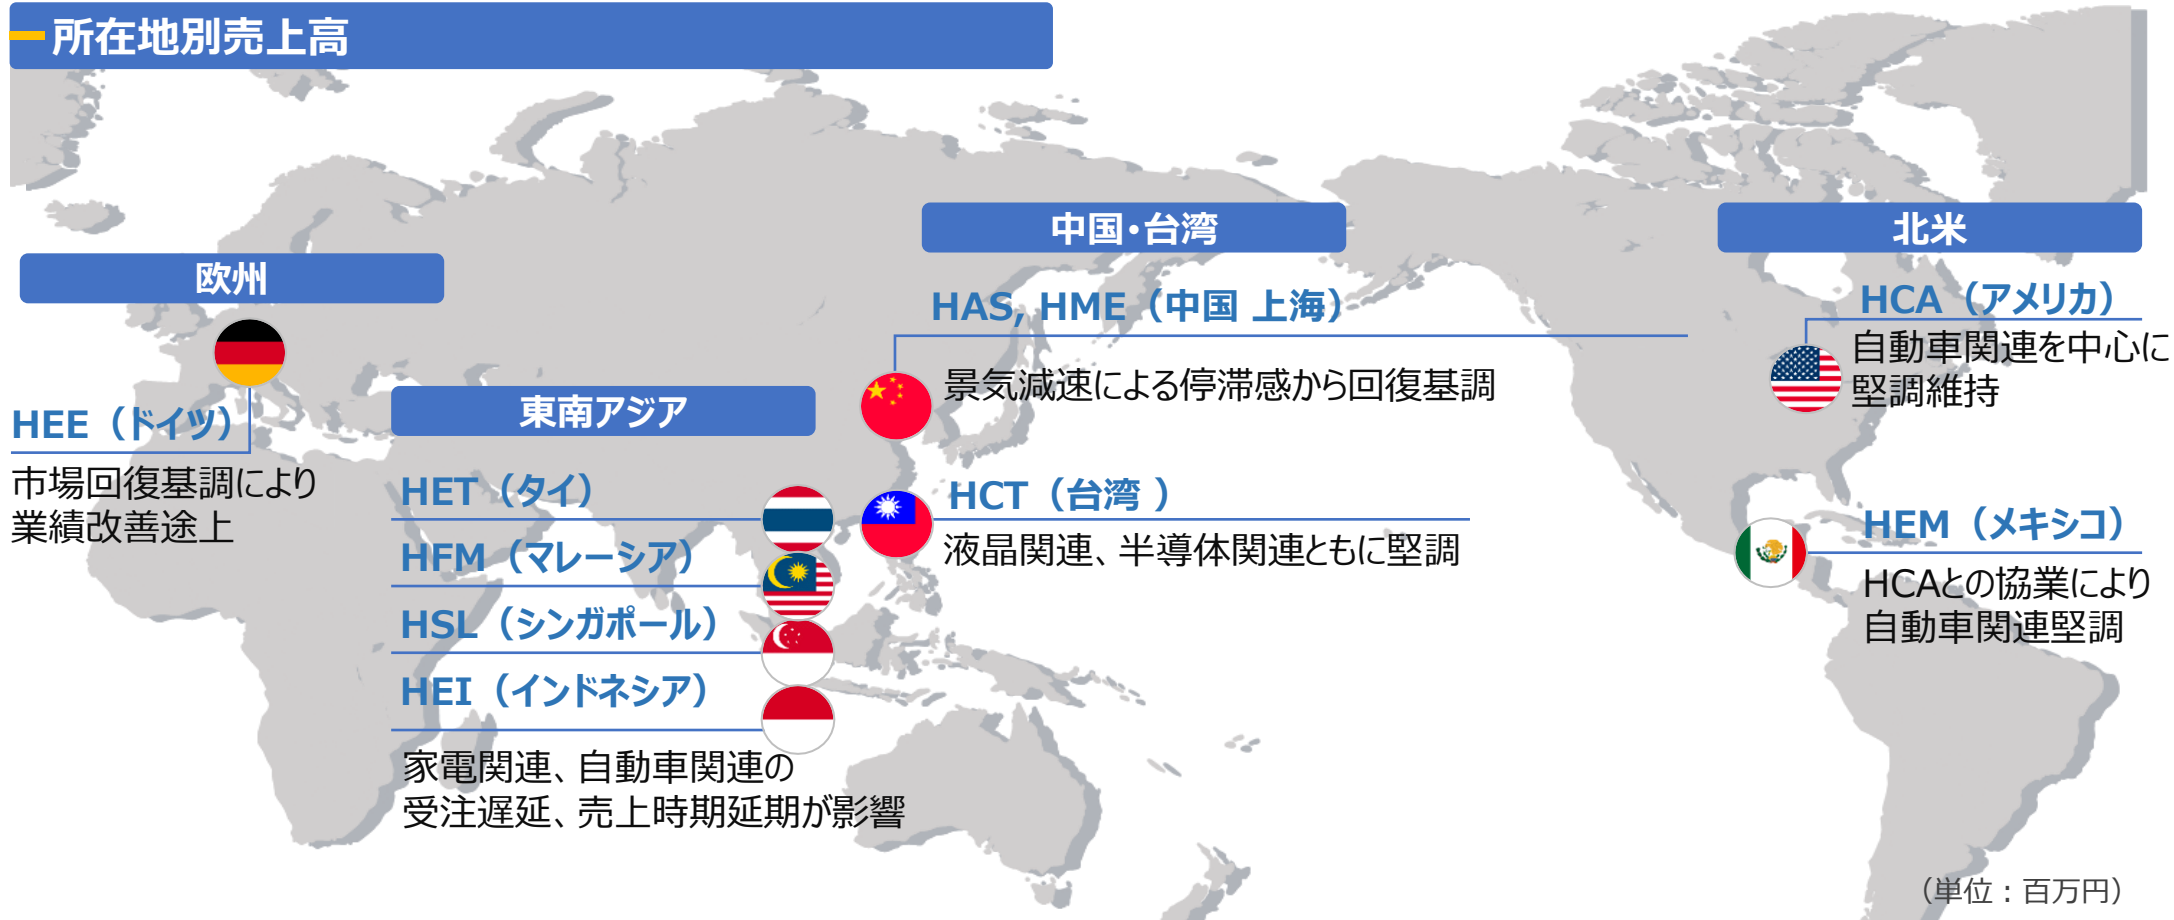 所在地別売上高
欧州
HEE（ドイツ）
市場回復基調により
業績改善途上
東南アジア
HET（タイ）
HFM（マレーシア）
HSL（シンガポール）
HEI（インドネシア）
家電関連、自動車関連の
受注遅延、売上時期延期が影響
中国・台湾
HAS, HME（中国 上海）
景気減速による停滞感から回復基調
HCT（台湾 ）
液晶関連、半導体関連ともに堅調
北米
HCA（アメリカ）
自動車関連を中心に
堅調維持
HEM（メキシコ）
HCAとの協業により
自動車関連堅調
（単位：百万円）